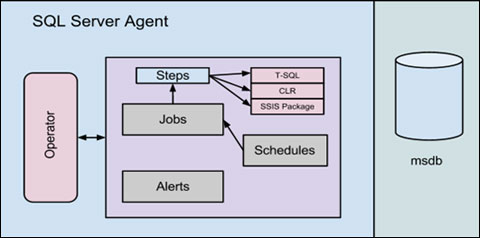 SQL Server Agent
Operator
Steps
T-SQL
CLR
SSIS Package
Jobs
Schedules
Alerts
msdb